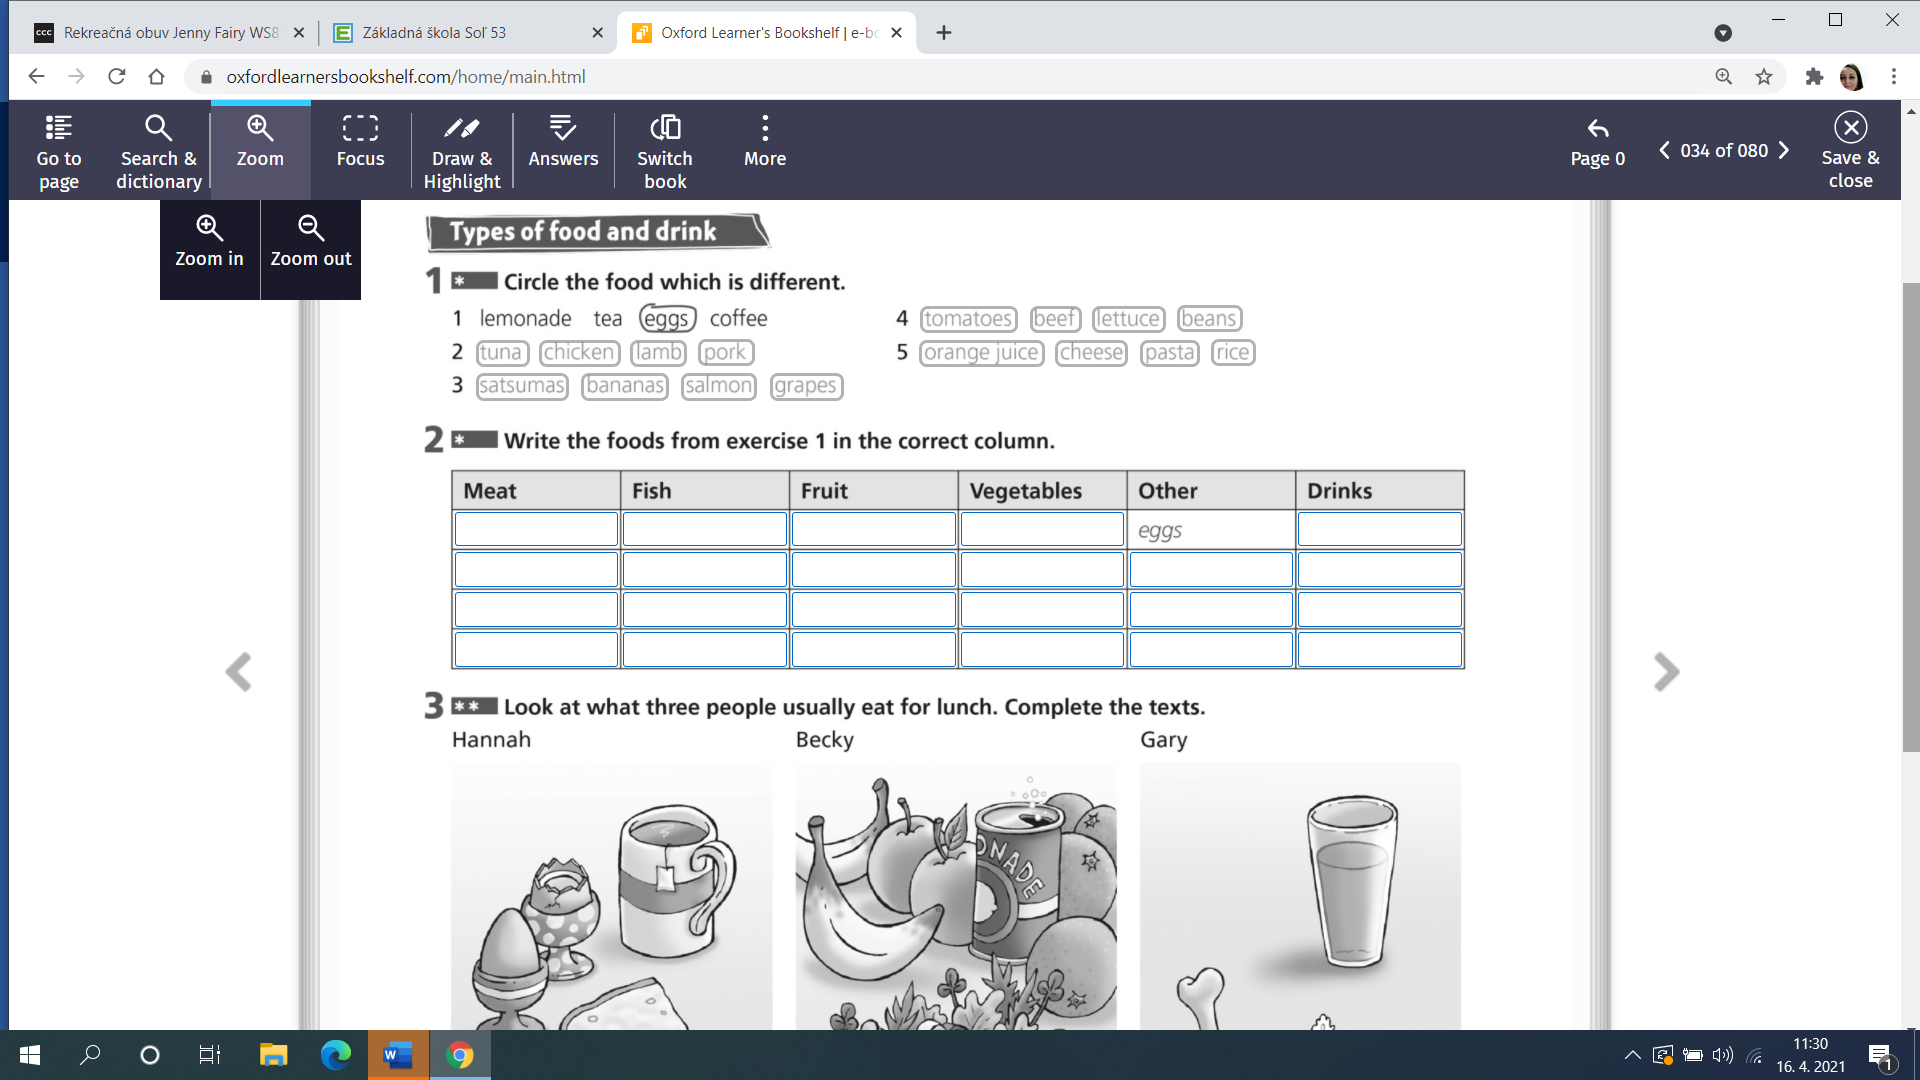 ccc Rekreačná obuv Jenny Fairy WS8
Základná škola Soľ 53
Oxford Learner's Bookshelf | e-bo
oxfordlearnersbookshelf.com/home/main.html
Go to page
Search & dictionary
Zoom
Focus
Draw & Highlight
Answers
Switch book
More
Page 0
034 of 080
Save & close
Zoom in
Zoom out
Types of food and drink
1 * Circle the food which is different.
1 lemonade tea eggs coffee
2 tuna chicken lamb pork
3 satsumas bananas salmon grapes
4 tomatoes beef lettuce beans
5 orange juice cheese pasta rice
2 * Write the foods from exercise 1 in the correct column.
Meat Fish Fruit Vegetables Other Drinks
eggs
3 ** Look at what three people usually eat for lunch. Complete the texts.
Hannah Becky Gary
ONADE
11:30
16. 4. 2021
1